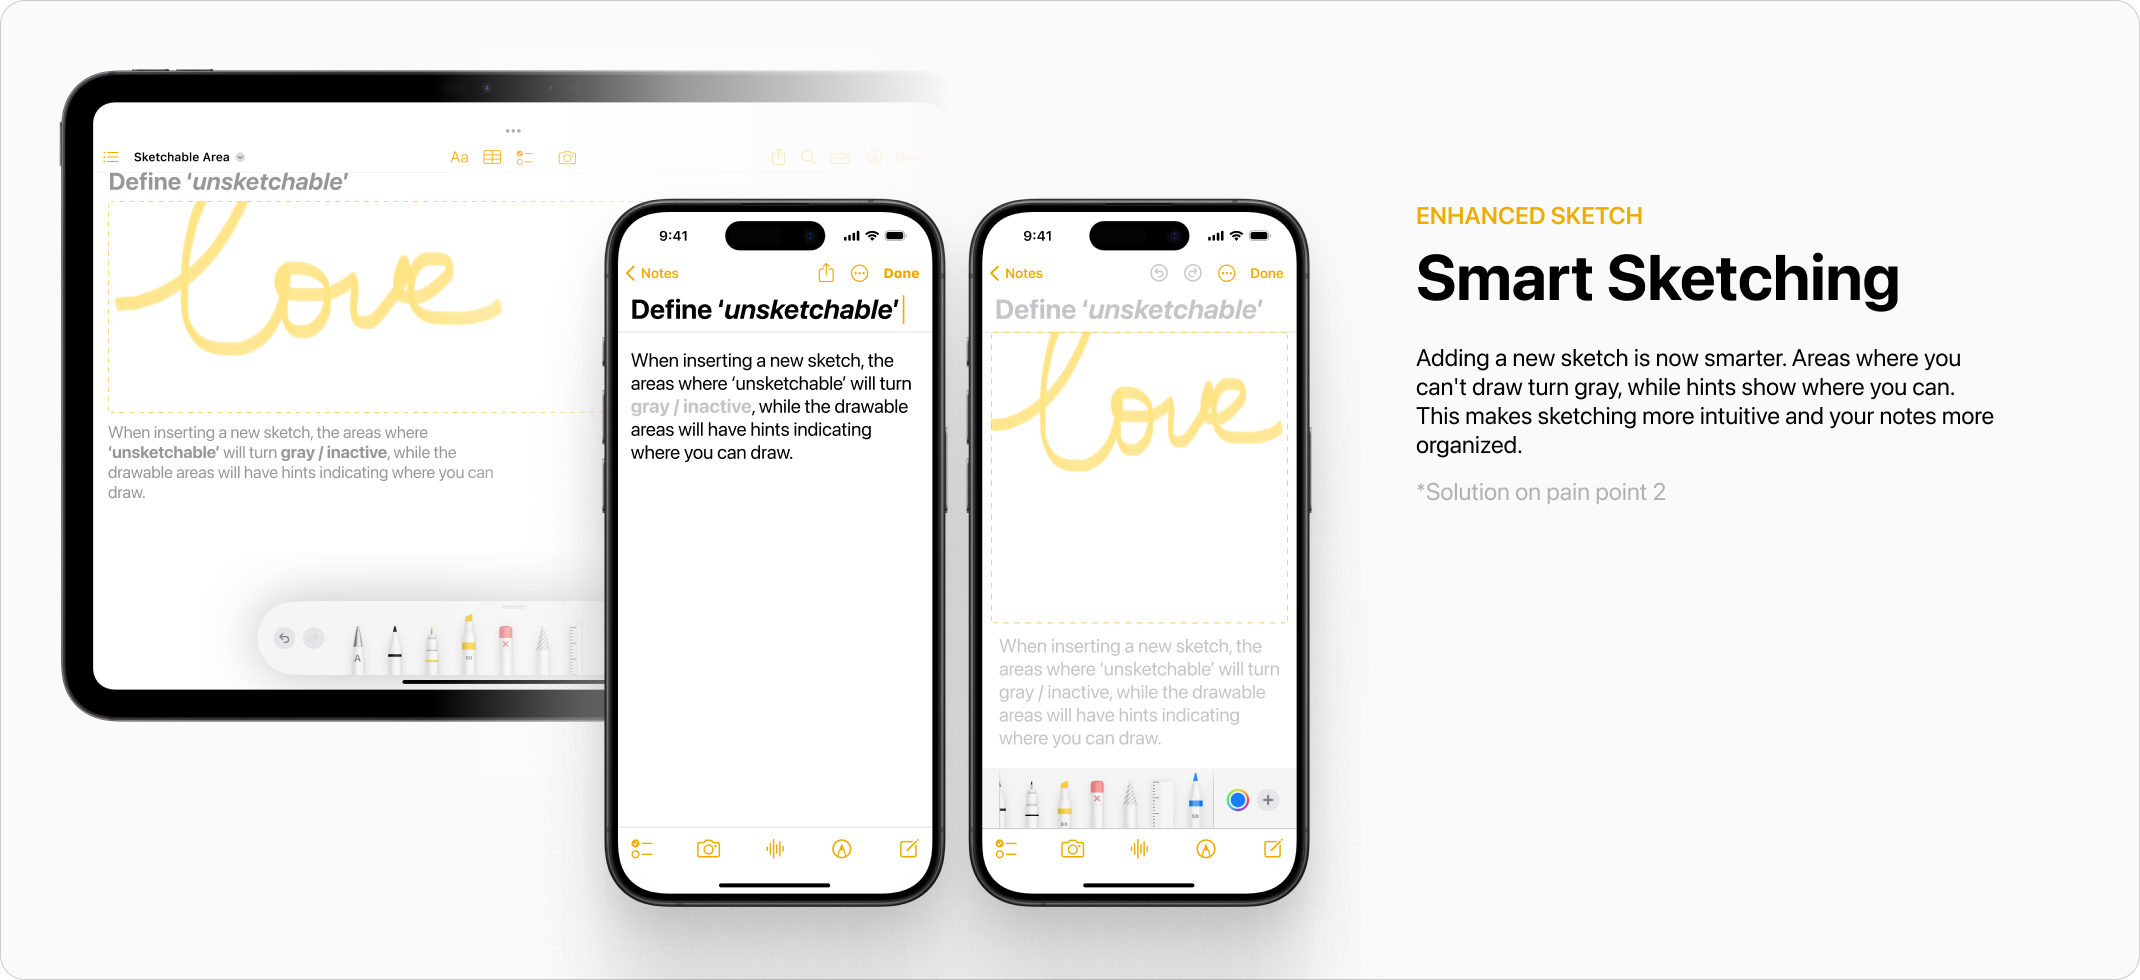 Sketchable Area
Aa
Done
Define ‘unsketchable’
love
When inserting a new sketch, the areas where
‘unsketchable’ will turn gray / inactive, while the
drawable areas will have hints indicating where you can
draw.
A
80
9:41
Notes
Done
Define ‘unsketchable’
When inserting a new sketch, the
areas where ‘unsketchable’ will turn
gray / inactive, while the drawable
areas will have hints indicating
where you can draw.
9:41
Notes
Done
Define ‘unsketchable’
love
When inserting a new sketch, the
areas where ‘unsketchable’ will turn
gray / inactive, while the drawable
areas will have hints indicating
where you can draw.
80
50
ENHANCED SKETCH
Smart Sketching
Adding a new sketch is now smarter. Areas where you
can't draw turn gray, while hints show where you can.
This makes sketching more intuitive and your notes more
organized.
*Solution on pain point 2